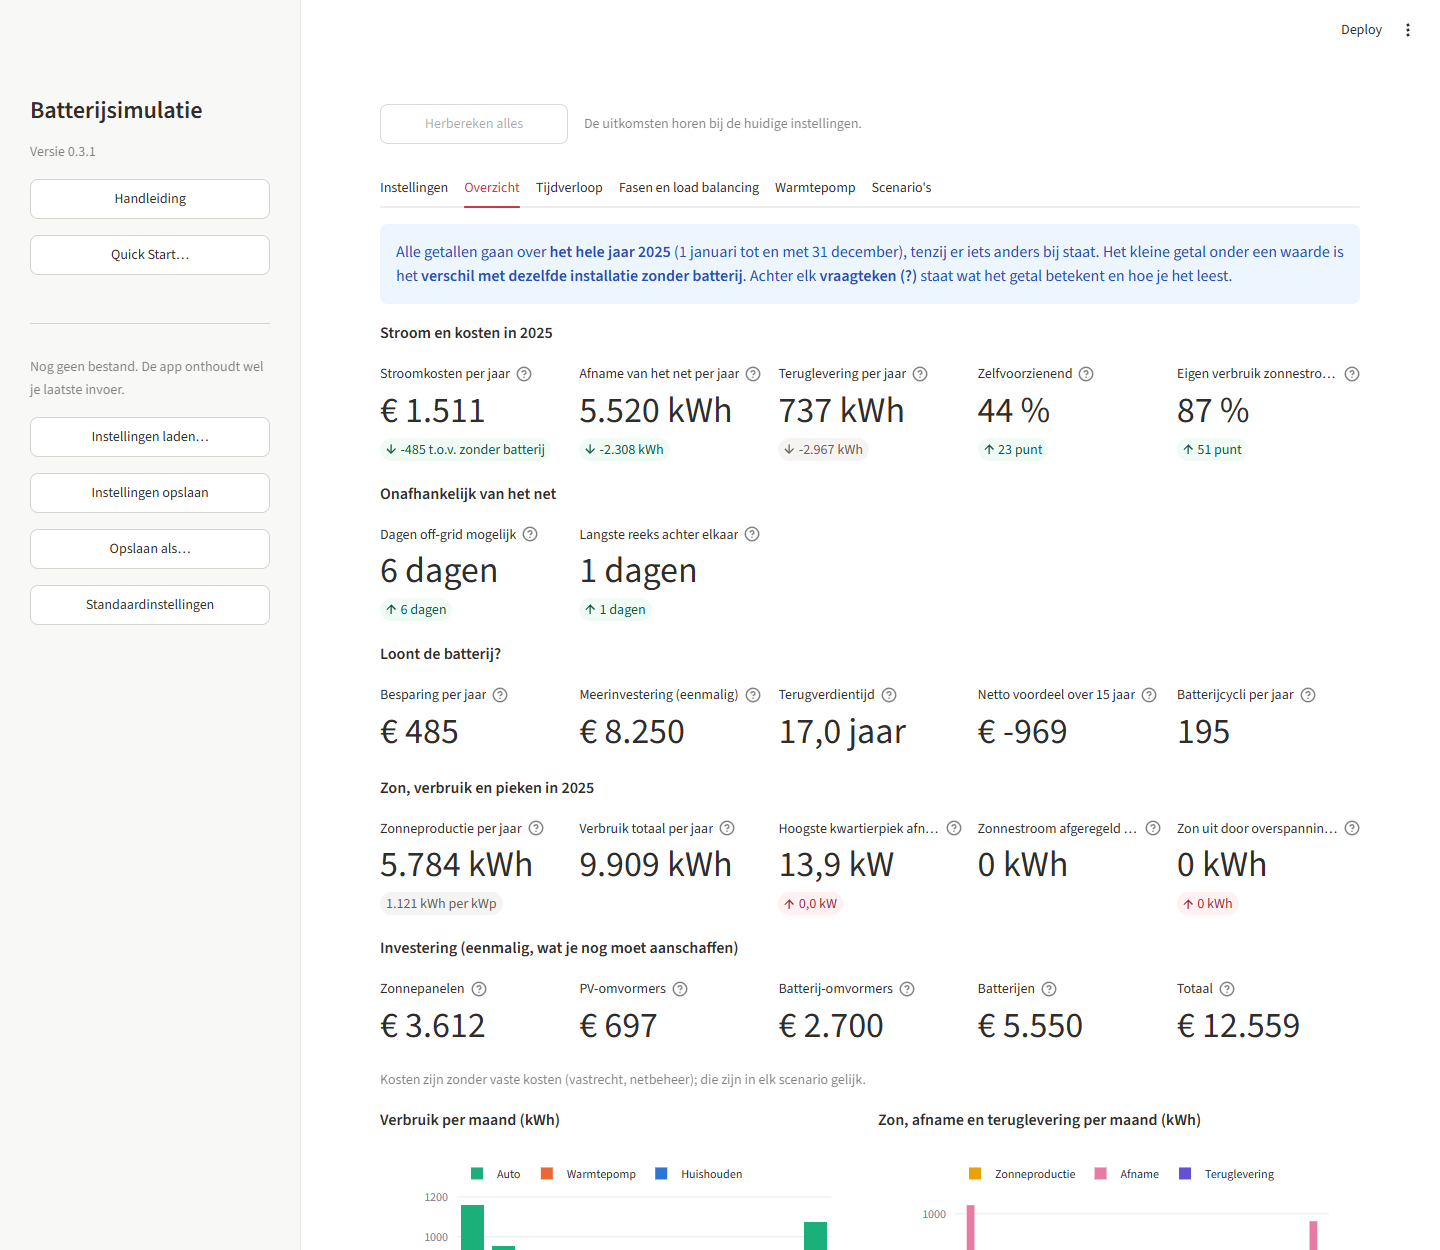 Deploy
Batterijsimulatie
Versie 0.3.1
Handleiding
Quick Start…
Nog geen bestand. De app onthoudt wel
je laatste invoer.
Instellingen laden…
Instellingen opslaan
Opslaan als…
Standaardinstellingen
Herbereken alles De uitkomsten horen bij de huidige instellingen.
Instellingen Overzicht Tijdverloop Fasen en load balancing Warmtepomp Scenario's
Alle getallen gaan over het hele jaar 2025 (1 januari tot en met 31 december), tenzij er iets anders bij staat. Het kleine getal onder een waarde is
het verschil met dezelfde installatie zonder batterij. Achter elk vraagteken (?) staat wat het getal betekent en hoe je het leest.
Stroom en kosten in 2025
Stroomkosten per jaar Afname van het net per jaar Teruglevering per jaar Zelfvoorzienend Eigen verbruik zonnestro…
€ 1.511 5.520 kWh 737 kWh 44 % 87 %
↓ -485 t.o.v. zonder batterij ↓ -2.308 kWh ↓ -2.967 kWh ↑ 23 punt ↑ 51 punt
Onafhankelijk van het net
Dagen off-grid mogelijk Langste reeks achter elkaar
6 dagen 1 dagen
↑ 6 dagen ↑ 1 dagen
Loont de batterij?
Besparing per jaar Meerinvestering (eenmalig) Terugverdientijd Netto voordeel over 15 jaar Batterijcycli per jaar
€ 485 € 8.250 17,0 jaar € -969 195
Zon, verbruik en pieken in 2025
Zonneproductie per jaar Verbruik totaal per jaar Hoogste kwartierpiek afn… Zonnestroom afgeregeld … Zon uit door overspannin…
5.784 kWh 9.909 kWh 13,9 kW 0 kWh 0 kWh
1.121 kWh per kWp ↑ 0,0 kW ↑ 0 kWh
Investering (eenmalig, wat je nog moet aanschaffen)
Zonnepanelen PV-omvormers Batterij-omvormers Batterijen Totaal
€ 3.612 € 697 € 2.700 € 5.550 € 12.559
Kosten zijn zonder vaste kosten (vastrecht, netbeheer); die zijn in elk scenario gelijk.
Verbruik per maand (kWh) Zon, afname en teruglevering per maand (kWh)
Auto Warmtepomp Huishouden Zonneproductie Afname Teruglevering
1200
1000
1000